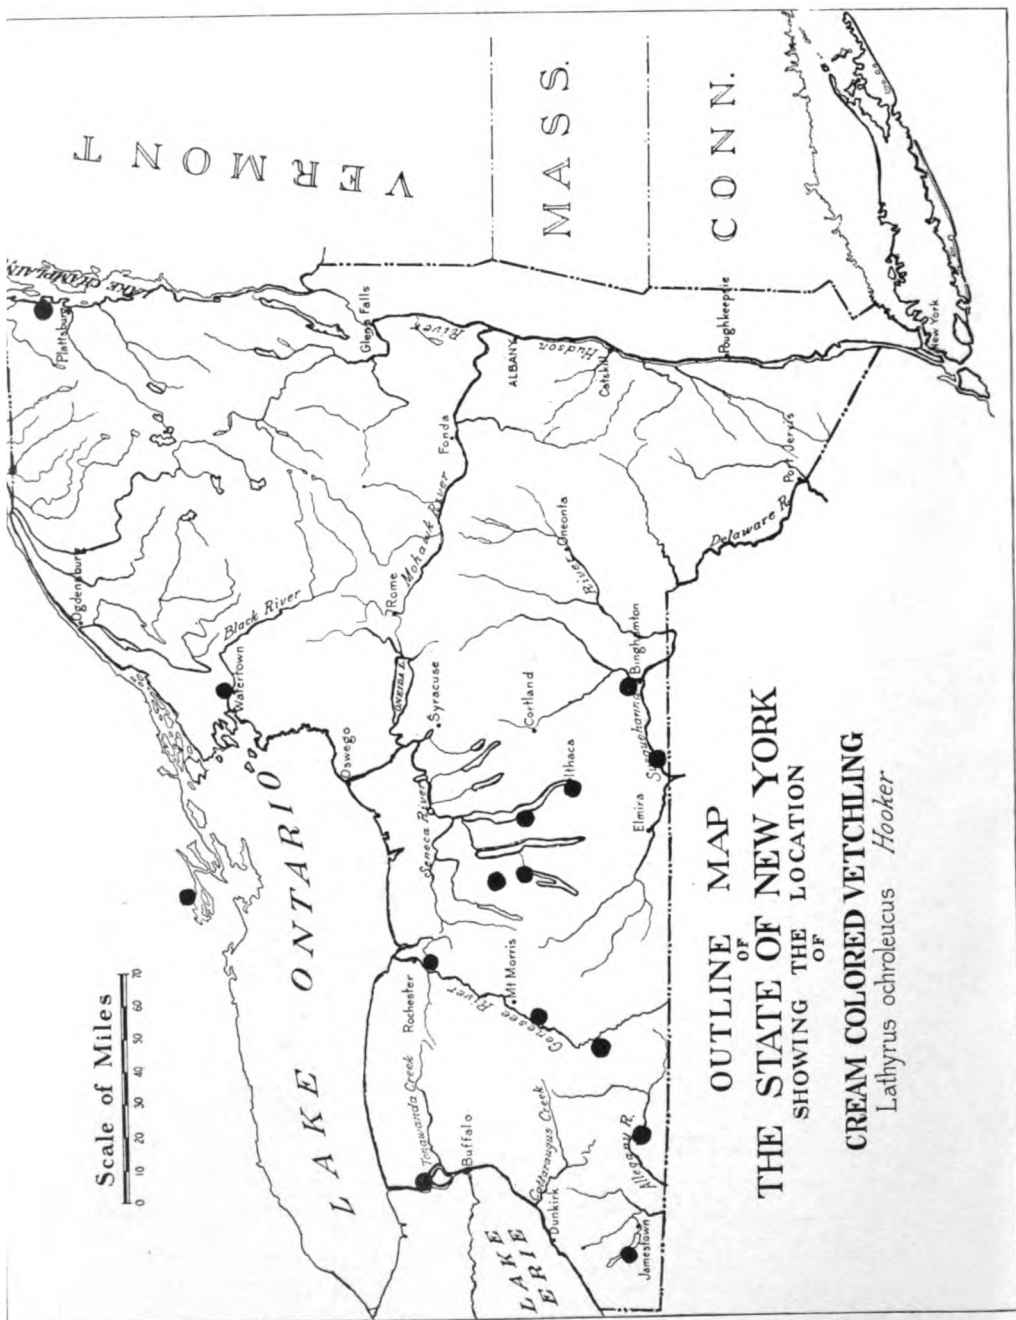 Scale of Miles
0 10 20 30 40 50 60 70
VERMONT
MASS.
CONN.
LAKE ONTARIO
LAKE
ERIE
LAKE CHAMPLAIN
Plattsburg
Ogdensburg
Glens Falls
Watertown
Black River
Oswego
ONEIDA L.
Rome
Mohawk River
Fonda
Hudson River
ALBANY
Catskill
Poughkeepsie
New York
Port Jervis
Delaware R.
Oneonta
River
Binghamton
Susquehanna
Syracuse
Cortland
Ithaca
Elmira
Seneca River
Rochester
Genesee River
Mt Morris
Tonawanda Creek
Buffalo
Cattaraugus Creek
Dunkirk
Allegany R.
Jamestown
OUTLINE MAP
OF
THE STATE OF NEW YORK
SHOWING THE LOCATION
OF
CREAM COLORED VETCHLING
Lathyrus ochroleucus Hooker